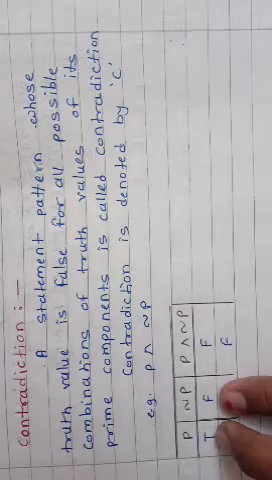 Contradiction : –
A statement pattern whose
truth value is false for all possible
combinations of truth values of its
prime components is called contradiction
Contradiction is denoted by 'c'
e.g. P ∧ ~P
P ~P P ∧ ~P
T F F
F